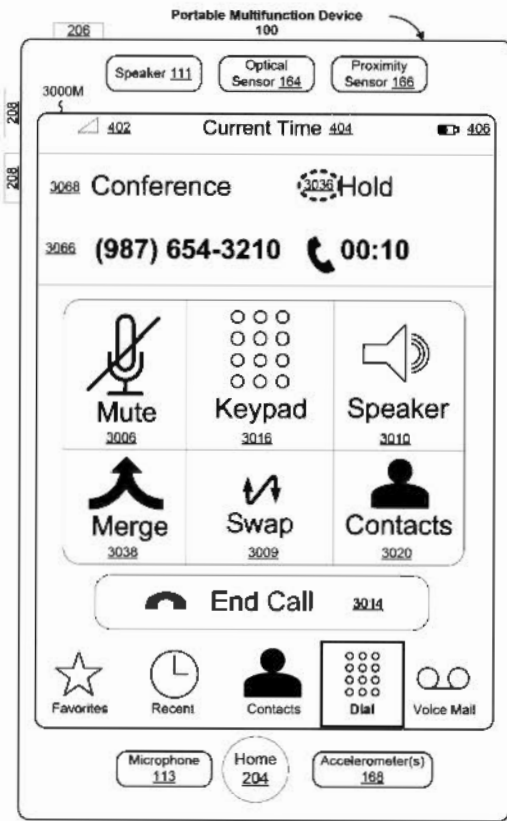 Portable Multifunction Device
100
206
Speaker 111
Optical
Sensor 164
Proximity
Sensor 166
208
3000M
402
Current Time 404
406
208
3068 Conference
3036 Hold
3066 (987) 654-3210
00:10
Mute
3006
Keypad
3016
Speaker
3010
Merge
3038
Swap
3009
Contacts
3020
End Call 3014
Favorites
Recent
Contacts
Dial
Voice Mail
Microphone
113
Home
204
Accelerometer(s)
168